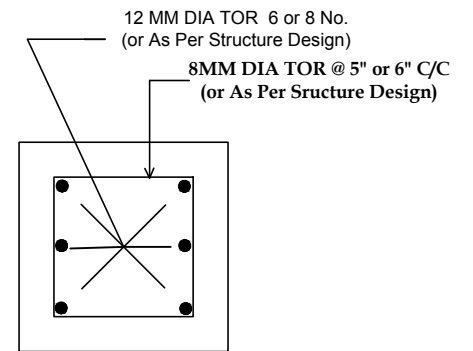 12 MM DIA TOR 6 or 8 No.
(or As Per Structure Design)
8MM DIA TOR @ 5" or 6" C/C
(or As Per Sructure Design)